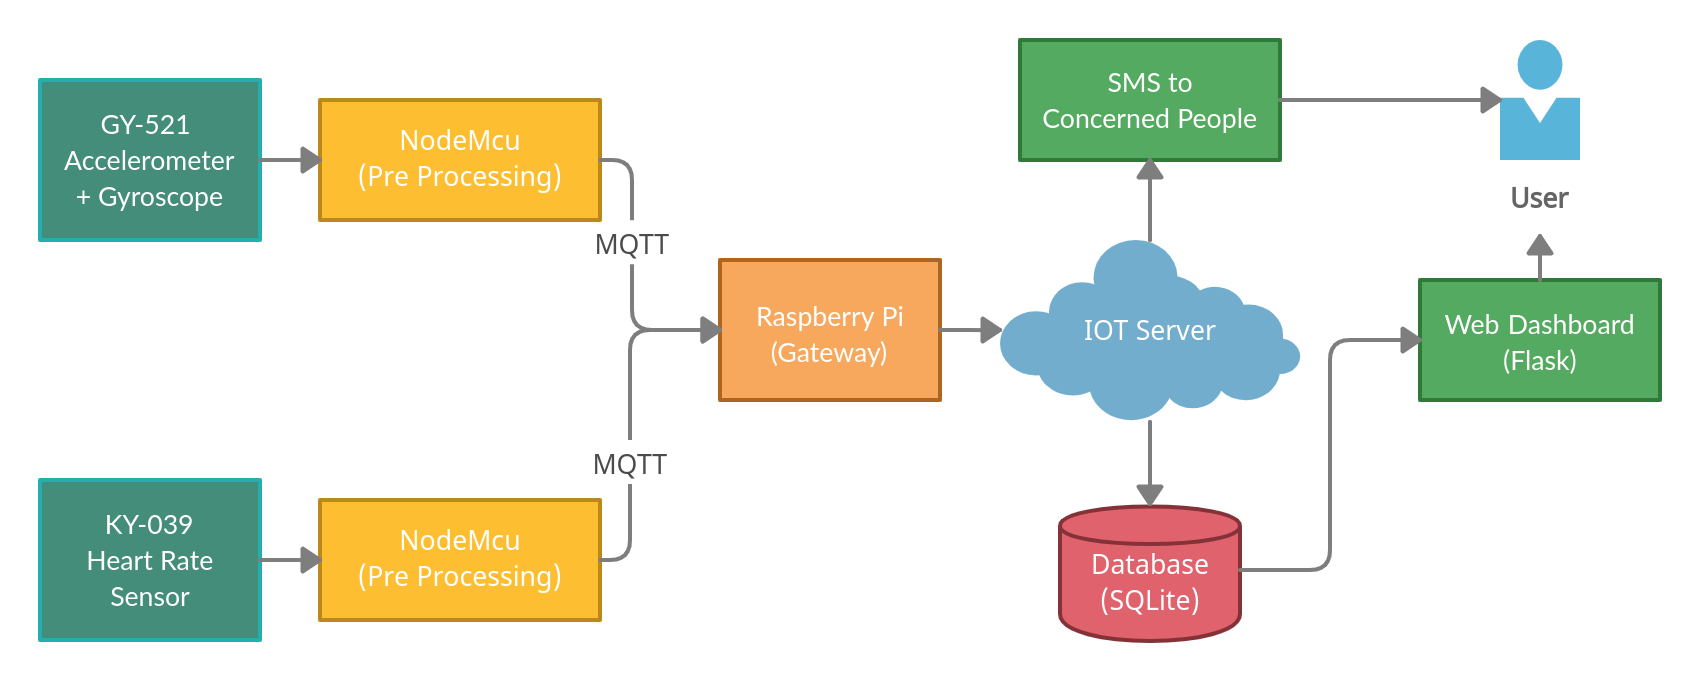 GY-521
Accelerometer
+ Gyroscope
NodeMcu
(Pre Processing)
MQTT
KY-039
Heart Rate
Sensor
NodeMcu
(Pre Processing)
MQTT
Raspberry Pi
(Gateway)
IOT Server
SMS to
Concerned People
User
Database
(SQLite)
Web Dashboard
(Flask)